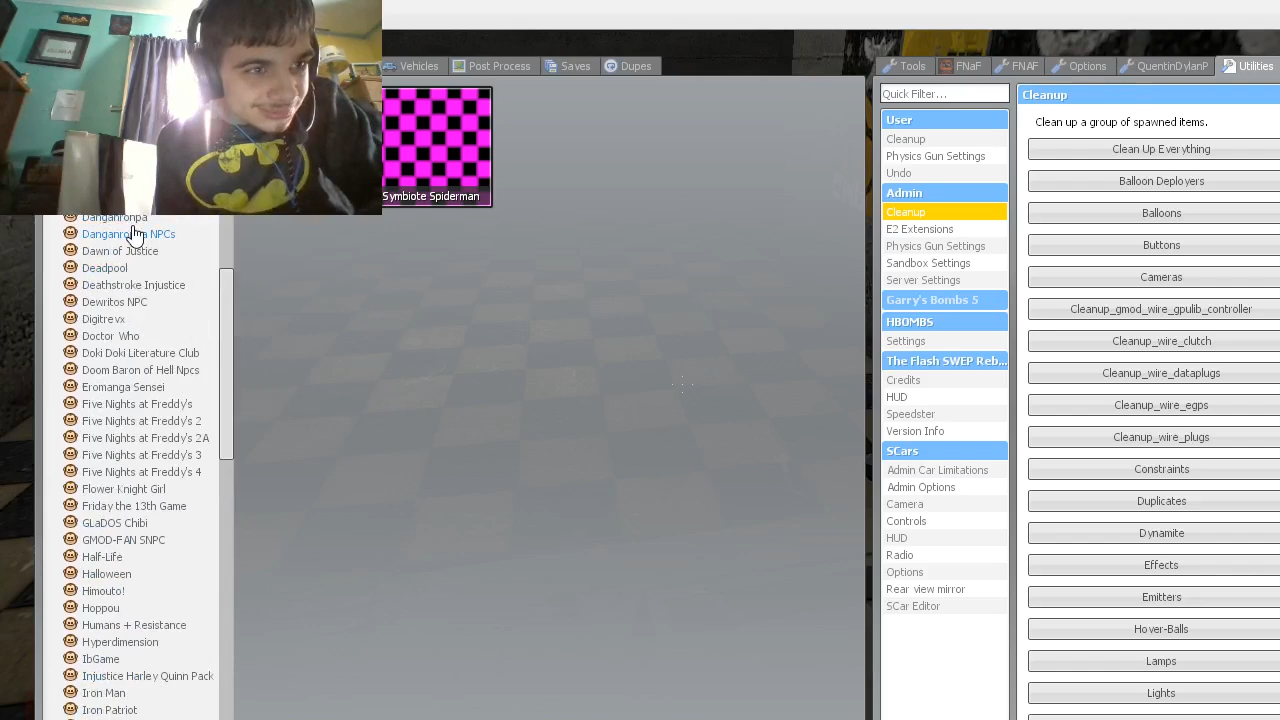 Vehicles
Post Process
Saves
Dupes
Tools
FNaF
FNAF
Options
QuentinDylanP
Utilities
Symbiote Spiderman
Danganronpa
Danganronpa NPCs
Dawn of Justice
Deadpool
Deathstroke Injustice
Dewritos NPC
Digitrevx
Doctor Who
Doki Doki Literature Club
Doom Baron of Hell Npcs
Eromanga Sensei
Five Nights at Freddy's
Five Nights at Freddy's 2
Five Nights at Freddy's 2A
Five Nights at Freddy's 3
Five Nights at Freddy's 4
Flower Knight Girl
Friday the 13th Game
GLaDOS Chibi
GMOD-FAN SNPC
Half-Life
Halloween
Himouto!
Hoppou
Humans + Resistance
Hyperdimension
IbGame
Injustice Harley Quinn Pack
Iron Man
Iron Patriot
Quick Filter...
User
Cleanup
Physics Gun Settings
Undo
Admin
Cleanup
E2 Extensions
Physics Gun Settings
Sandbox Settings
Server Settings
Garry's Bombs 5
HBOMBS
Settings
The Flash SWEP Reb...
Credits
HUD
Speedster
Version Info
SCars
Admin Car Limitations
Admin Options
Camera
Controls
HUD
Radio
Options
Rear view mirror
SCar Editor
Cleanup
Clean up a group of spawned items.
Clean Up Everything
Balloon Deployers
Balloons
Buttons
Cameras
Cleanup_gmod_wire_gpulib_controller
Cleanup_wire_clutch
Cleanup_wire_dataplugs
Cleanup_wire_egps
Cleanup_wire_plugs
Constraints
Duplicates
Dynamite
Effects
Emitters
Hover-Balls
Lamps
Lights